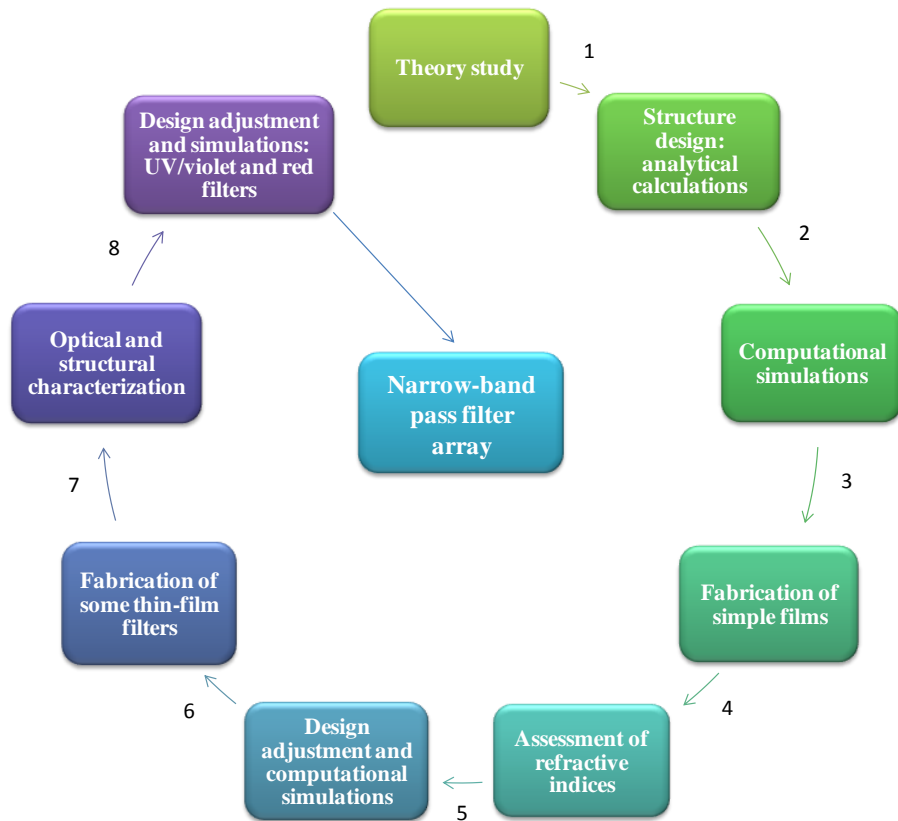 Theory study
1
Structure
design:
analytical
calculations
2
Computational
simulations
3
Fabrication of
simple films
4
Assessment of
refractive
indices
5
Design
adjustment and
computational
simulations
6
Fabrication of
some thin-film
filters
7
Optical and
structural
characterization
8
Design adjustment
and simulations:
UV/violet and red
filters
Narrow-band
pass filter
array